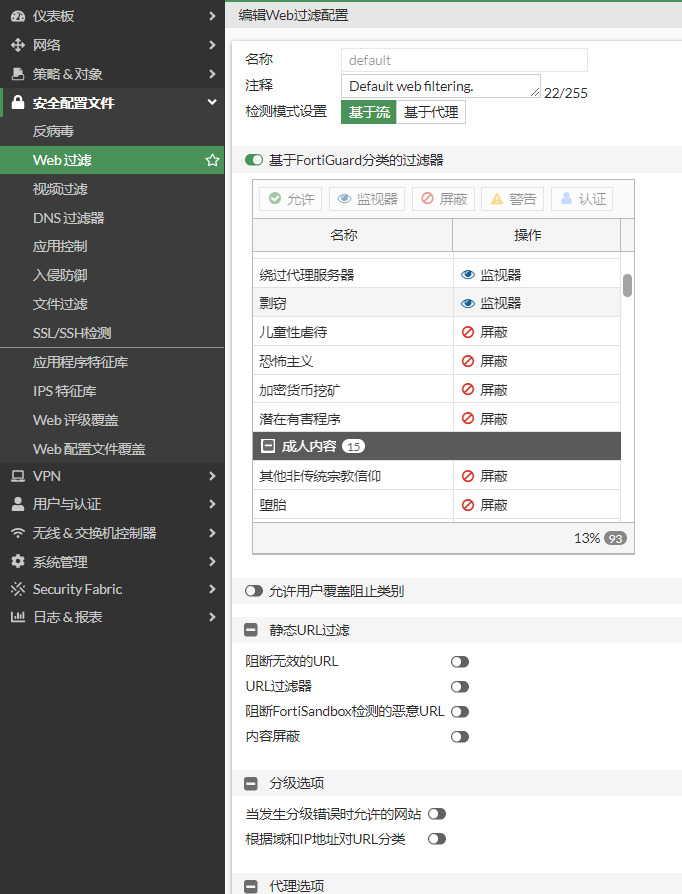 仪表板
网络
策略 & 对象
安全配置文件
反病毒
Web 过滤
视频过滤
DNS 过滤器
应用控制
入侵防御
文件过滤
SSL/SSH检测
应用程序特征库
IPS 特征库
Web 评级覆盖
Web 配置文件覆盖
VPN
用户与认证
无线 & 交换机控制器
系统管理
Security Fabric
日志 & 报表
编辑Web过滤配置
名称 default
注释 Default web filtering. 22/255
检测模式设置 基于流 基于代理
基于FortiGuard分类的过滤器
允许 监视器 屏蔽 警告 认证
名称 操作
绕过代理服务器 监视器
剽窃 监视器
儿童性虐待 屏蔽
恐怖主义 屏蔽
加密货币挖矿 屏蔽
潜在有害程序 屏蔽
成人内容 15
其他非传统宗教信仰 屏蔽
堕胎 屏蔽
13% 93
允许用户覆盖阻止类别
静态URL过滤
阻断无效的URL
URL过滤器
阻断FortiSandbox检测的恶意URL
内容屏蔽
分级选项
当发生分级错误时允许的网站
根据域和IP地址对URL分类
代理选项